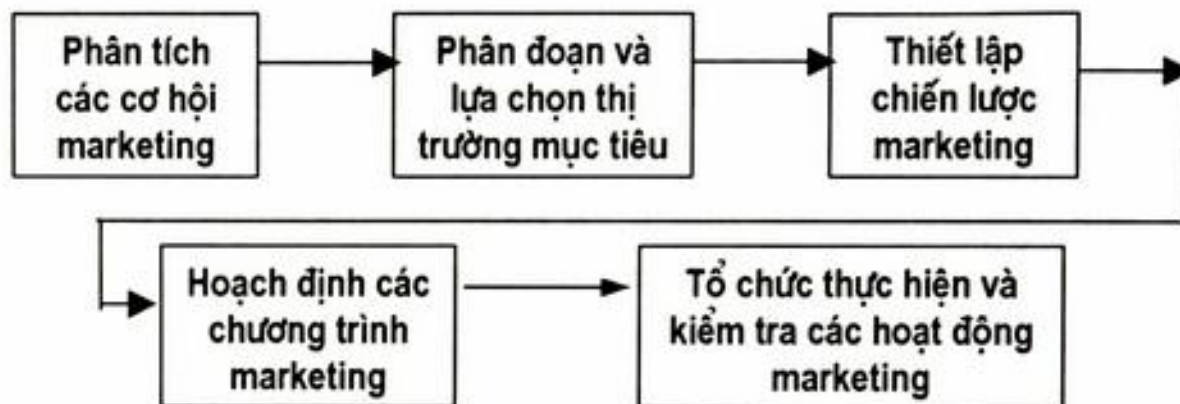 Phân tích
các cơ hội
marketing
Phân đoạn và
lựa chọn thị
trường mục tiêu
Thiết lập
chiến lược
marketing
Hoạch định các
chương trình
marketing
Tổ chức thực hiện và
kiểm tra các hoạt động
marketing